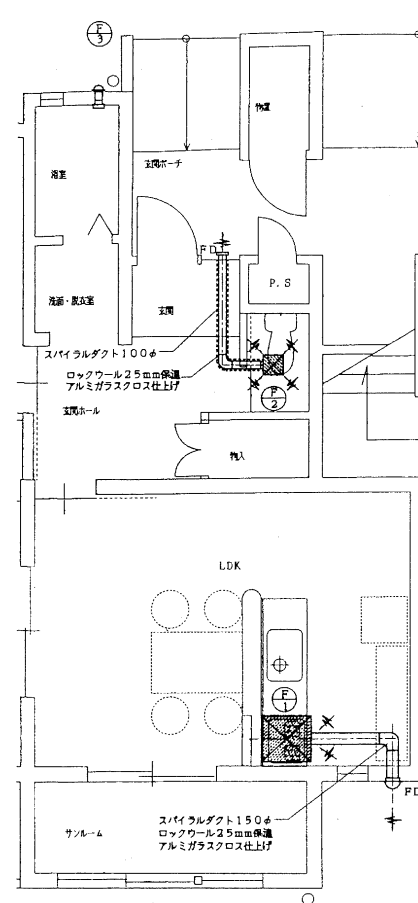 F
3
物置
玄関ポーチ
浴室
FD
P.S
洗面・脱衣室
玄関
スパイラルダクト100φ
ロックウール25mm保温
アルミガラスクロス仕上げ
F
2
玄関ホール
物入
LDK
F
1
FD
スパイラルダクト150φ
ロックウール25mm保温
アルミガラスクロス仕上げ
サンルーム